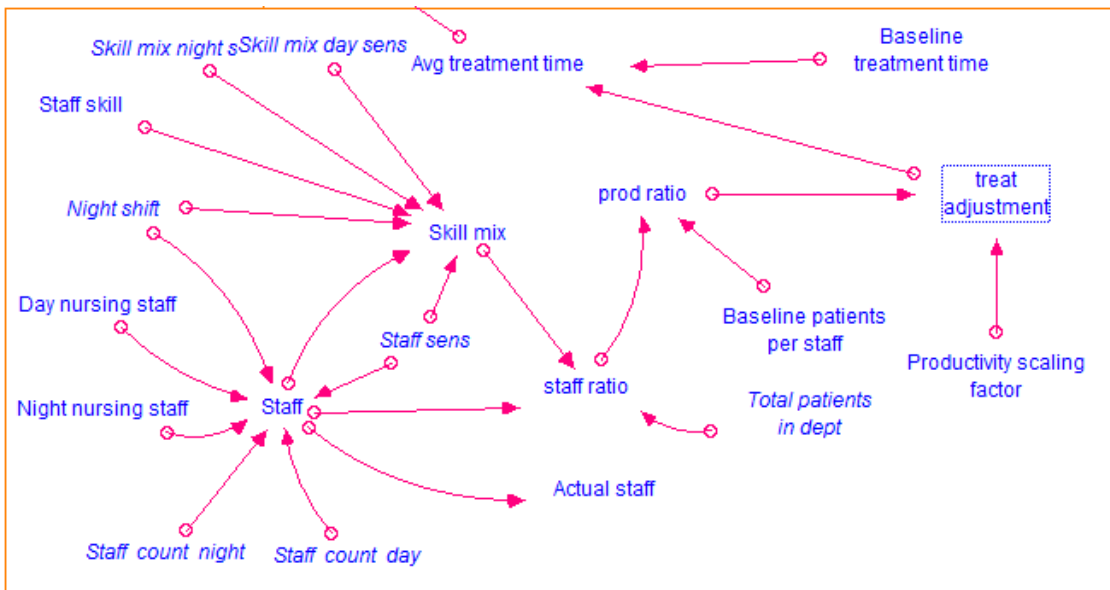 Skill mix night s
Skill mix day sens
Avg treatment time
Baseline
treatment time
Staff skill
Night shift
prod ratio
treat
adjustment
Skill mix
Day nursing staff
Staff sens
Baseline patients
per staff
Productivity scaling
factor
staff ratio
Night nursing staff
Staff
Total patients
in dept
Actual staff
Staff count night
Staff count day